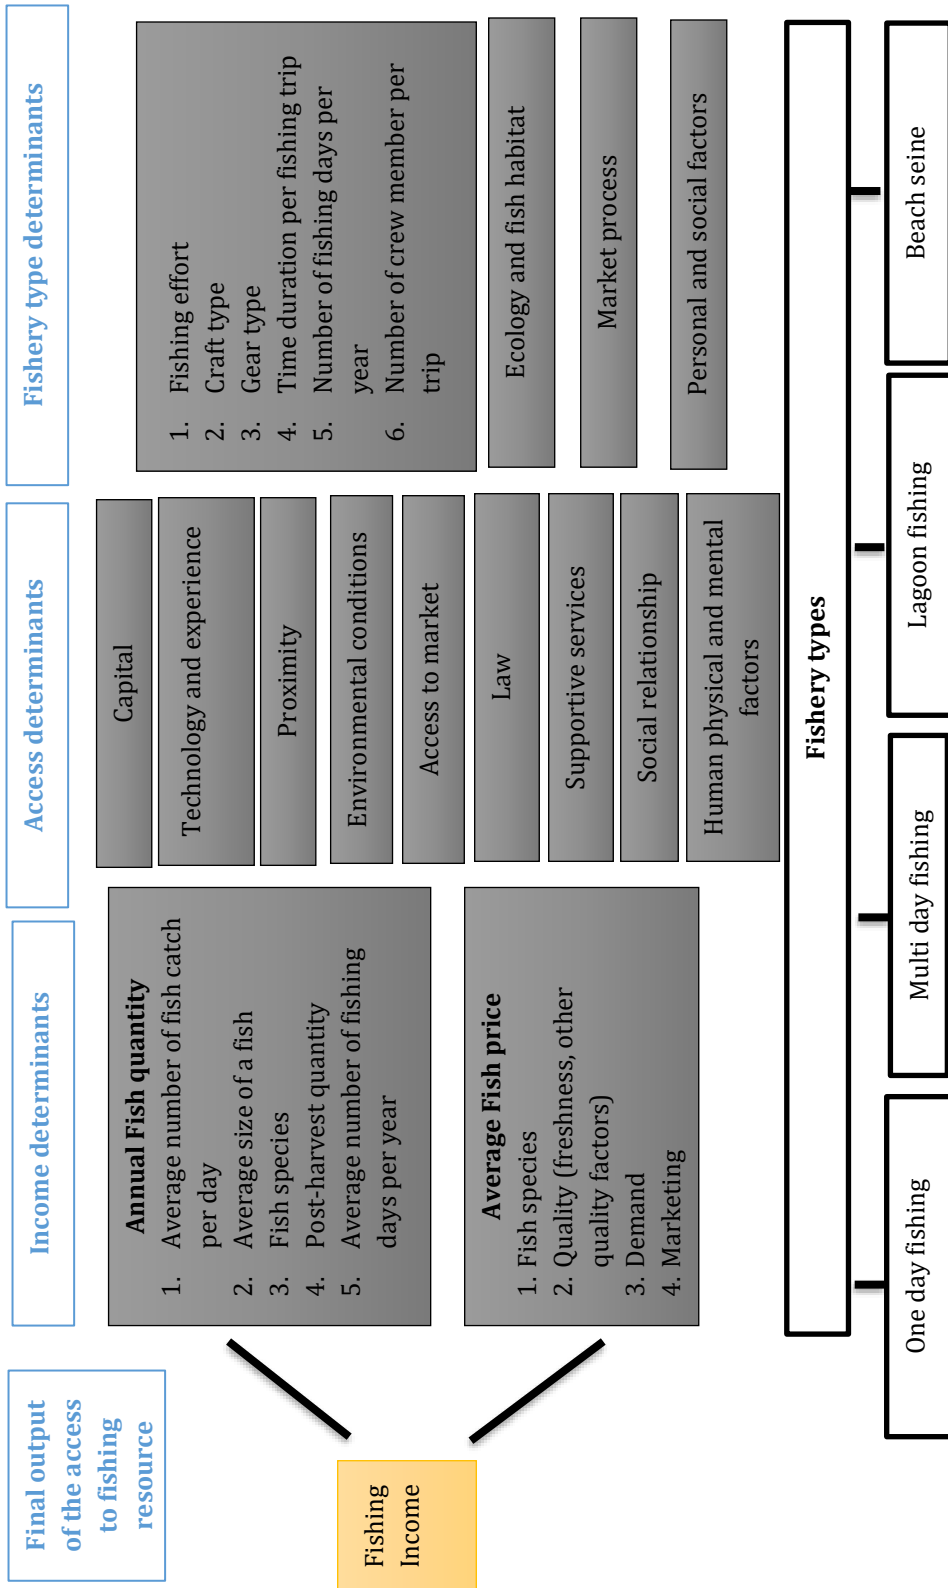 Final output
of the access
to fishing
resource
Income determinants
Access determinants
Fishery type determinants
Fishing
Income
Annual Fish quantity
1. Average number of fish catch
per day
2. Average size of a fish
3. Fish species
4. Post-harvest quantity
5. Average number of fishing
days per year
Average Fish price
1. Fish species
2. Quality (freshness, other
quality factors)
3. Demand
4. Marketing
Capital
Technology and experience
Proximity
Environmental conditions
Access to market
Law
Supportive services
Social relationship
Human physical and mental
factors
1. Fishing effort
2. Craft type
3. Gear type
4. Time duration per fishing trip
5. Number of fishing days per
year
6. Number of crew member per
trip
Ecology and fish habitat
Market process
Personal and social factors
Fishery types
One day fishing
Multi day fishing
Lagoon fishing
Beach seine